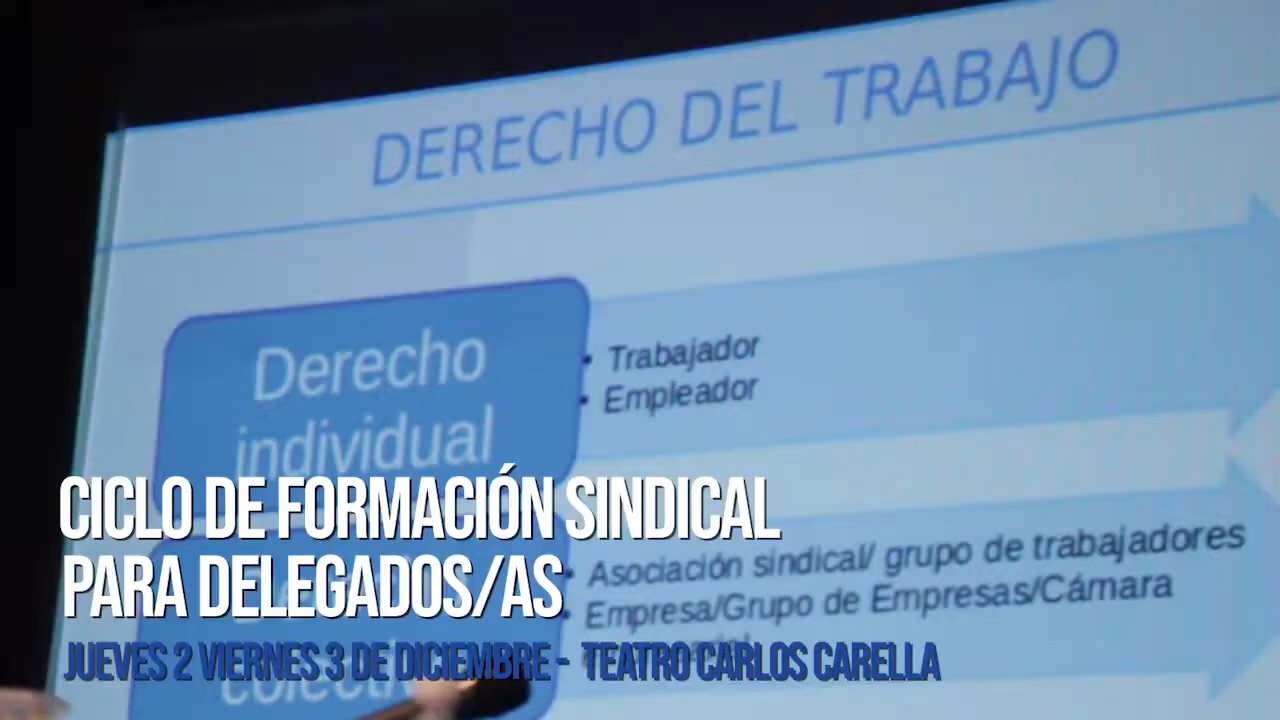 DERECHO DEL TRABAJO
Derecho
individual
• Trabajador
• Empleador
CICLO DE FORMACIÓN SINDICAL
PARA DELEGADOS/AS
• Asociación sindical/ grupo de trabajadores
• Empresa/Grupo de Empresas/Cámara
JUEVES 2 VIERNES 3 DE DICIEMBRE - TEATRO CARLOS CARELLA